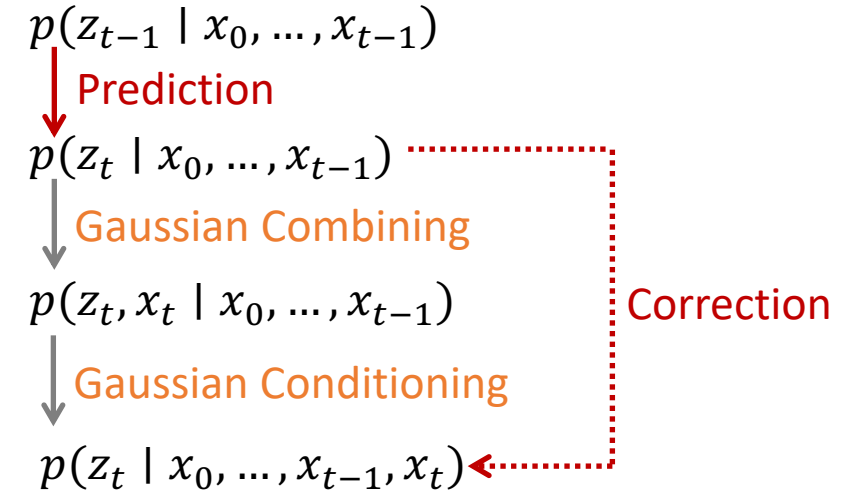 p(z_{t−1} | x_0, …, x_{t−1})
Prediction
p(z_t | x_0, …, x_{t−1})
Gaussian Combining
p(z_t, x_t | x_0, …, x_{t−1})
Correction
Gaussian Conditioning
p(z_t | x_0, …, x_{t−1}, x_t)